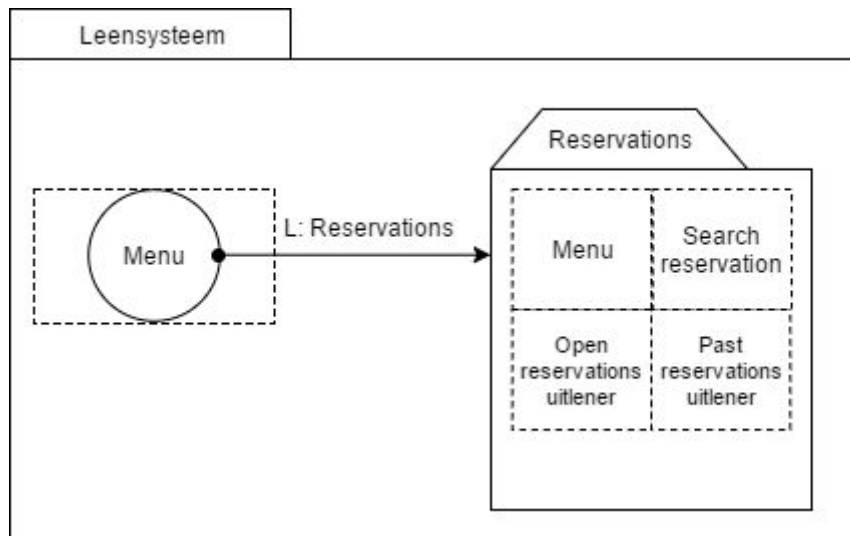 Leensysteem
Reservations
Menu
L: Reservations
Menu
Search
reservation
Open
reservations
uitlener
Past
reservations
uitlener